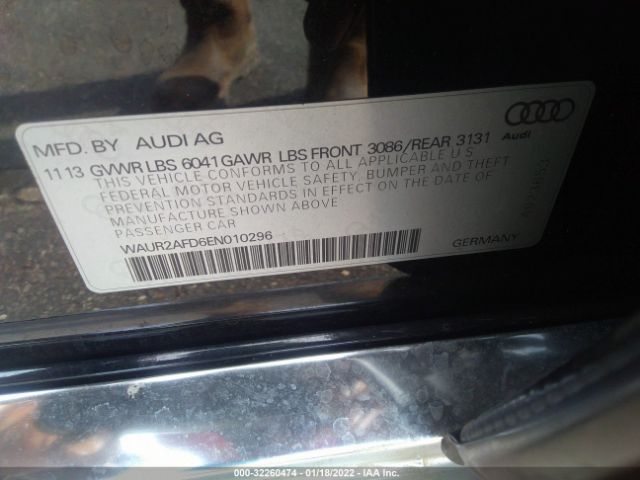 MFD. BY AUDI AG
11 13 GVWR LBS 6041 GAWR LBS FRONT 3086/REAR 3131
THIS VEHICLE CONFORMS TO ALL APPLICABLE U S
FEDERAL MOTOR VEHICLE SAFETY, BUMPER AND THEFT
PREVENTION STANDARDS IN EFFECT ON THE DATE OF
MANUFACTURE SHOWN ABOVE
PASSENGER CAR
WAUR2AFD6EN010296
GERMANY
Audi
000-32260474 / 01/18/2022 - IAA Inc.